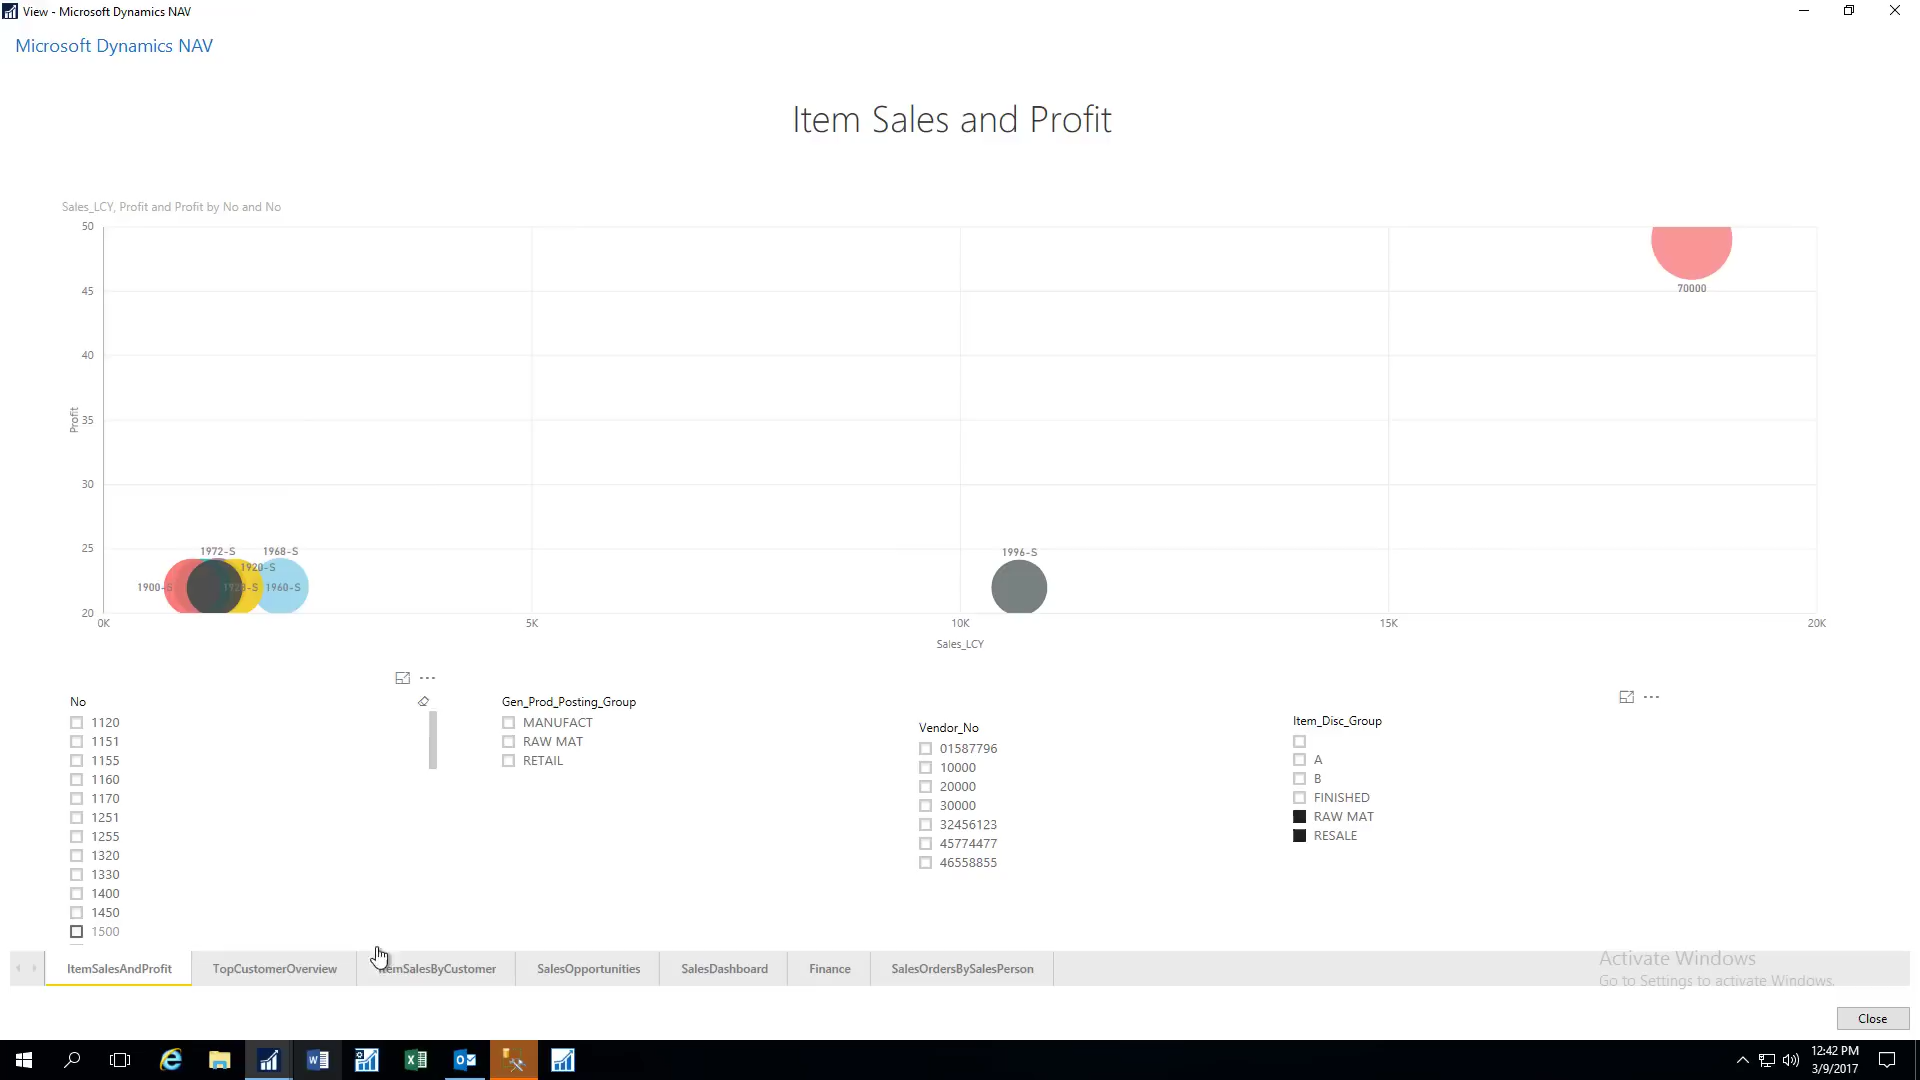 View - Microsoft Dynamics NAV
Microsoft Dynamics NAV
Item Sales and Profit
Sales_LCY, Profit and Profit by No and No
50
45
40
35
30
25
20
Profit
70000
1972-S
1968-S
1920-S
1900-S
1960-S
1996-S
0K
5K
10K
15K
20K
Sales_LCY
No
1120
1151
1155
1160
1170
1251
1255
1320
1330
1400
1450
1500
Gen_Prod_Posting_Group
MANUFACT
RAW MAT
RETAIL
Vendor_No
01587796
10000
20000
30000
32456123
45774477
46558855
Item_Disc_Group
A
B
FINISHED
RAW MAT
RESALE
ItemSalesAndProfit
TopCustomerOverview
ItemSalesByCustomer
SalesOpportunities
SalesDashboard
Finance
SalesOrdersBySalesPerson
Activate Windows
Go to Settings to activate Windows.
Close
12:42 PM
3/9/2017